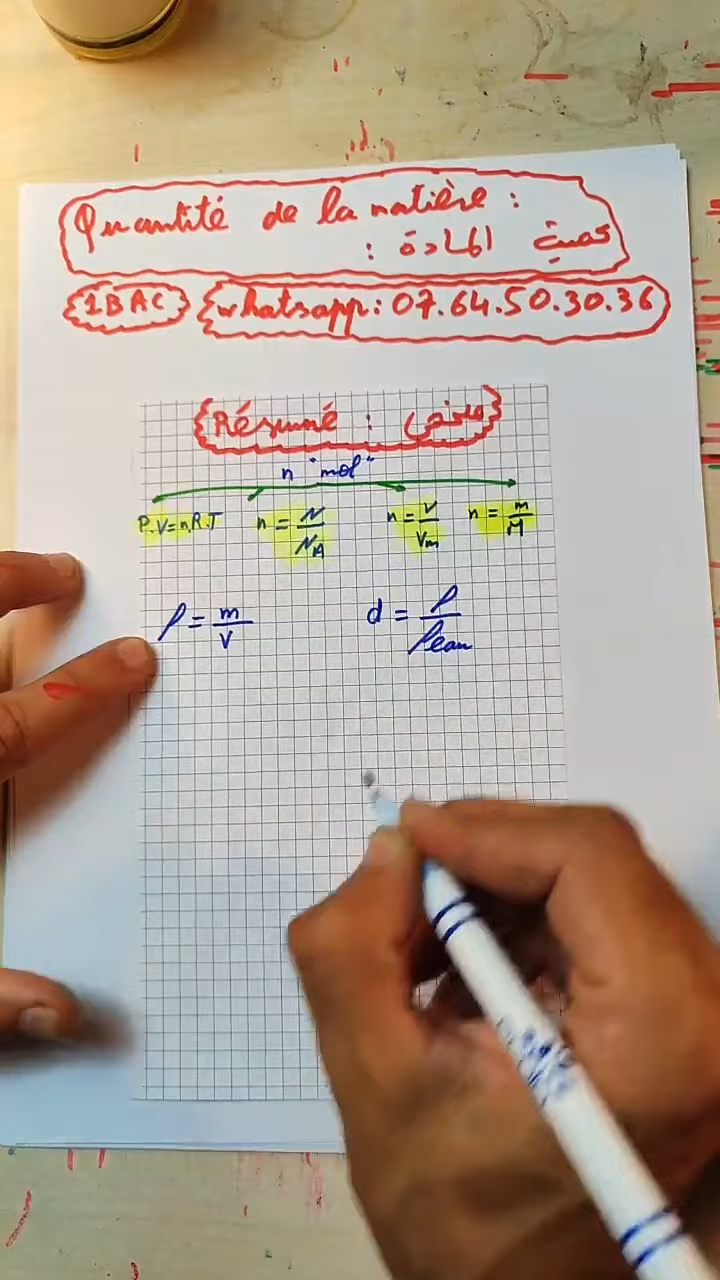 Quantité de la matière :
كمية المادة :
1BAC whatsapp: 07.64.50.30.36
Résumé : ملخص
n "mol"
P.V=n.R.T n = N/NA n = V/Vm n = m/M
ρ = m/V d = ρ/ρeau